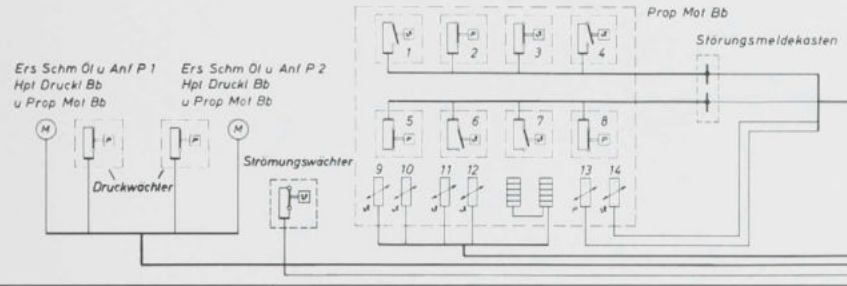 Prop Mot Bb
Störungsmeldekasten
Ers Schm Öl u Anf P 1
Hpt Druckl Bb
u Prop Mot Bb
Ers Schm Öl u Anf P 2
Hpt Druckl Bb
u Prop Mot Bb
M
P
P
M
Druckwächter
Strömungswächter
1
2
3
4
5
6
7
8
9
10
11
12
13
14